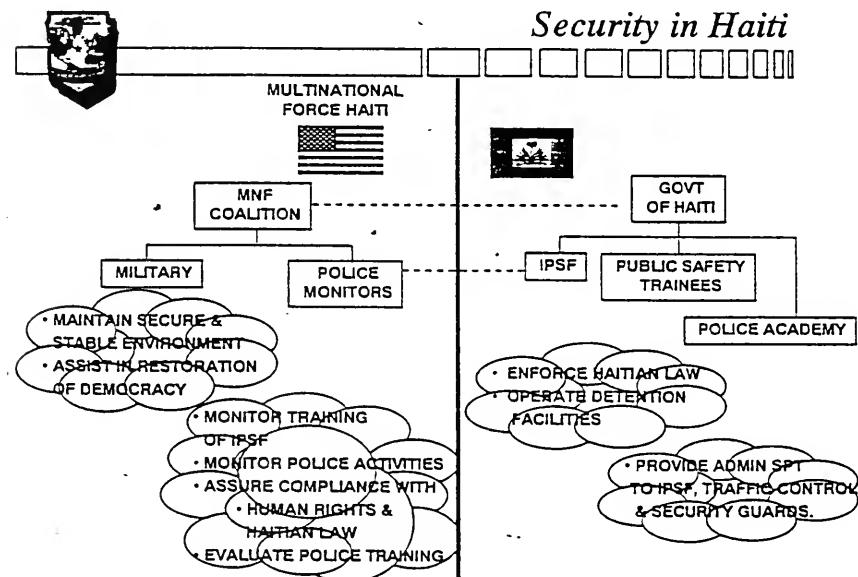 Security in Haiti
MULTINATIONAL
FORCE HAITI
MNF
COALITION
GOVT
OF HAITI
MILITARY
POLICE
MONITORS
IPSF
PUBLIC SAFETY
TRAINEES
POLICE ACADEMY
• MAINTAIN SECURE &
STABLE ENVIRONMENT
• ASSIST IN RESTORATION
OF DEMOCRACY
• ENFORCE HAITIAN LAW
• OPERATE DETENTION
FACILITIES
• MONITOR TRAINING
OF IPSF
• MONITOR POLICE ACTIVITIES
• ASSURE COMPLIANCE WITH
• HUMAN RIGHTS &
HAITIAN LAW
• EVALUATE POLICE TRAINING
• PROVIDE ADMIN SPT
TO IPSF, TRAFFIC CONTROL
& SECURITY GUARDS.